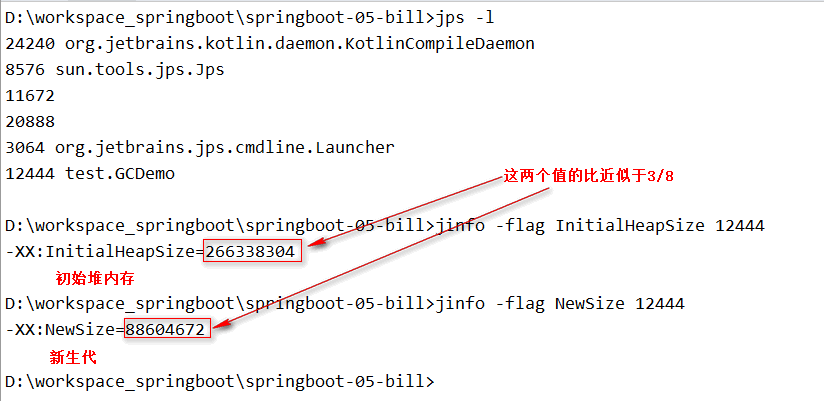 D:\workspace_springboot\springboot-05-bill>jps -l
24240 org.jetbrains.kotlin.daemon.KotlinCompileDaemon
8576 sun.tools.jps.Jps
11672
20888
3064 org.jetbrains.jps.cmdline.Launcher
12444 test.GCDemo
这两个值的比近似于3/8
D:\workspace_springboot\springboot-05-bill>jinfo -flag InitialHeapSize 12444
-XX:InitialHeapSize=266338304
初始堆内存
D:\workspace_springboot\springboot-05-bill>jinfo -flag NewSize 12444
-XX:NewSize=88604672
新生代
D:\workspace_springboot\springboot-05-bill>